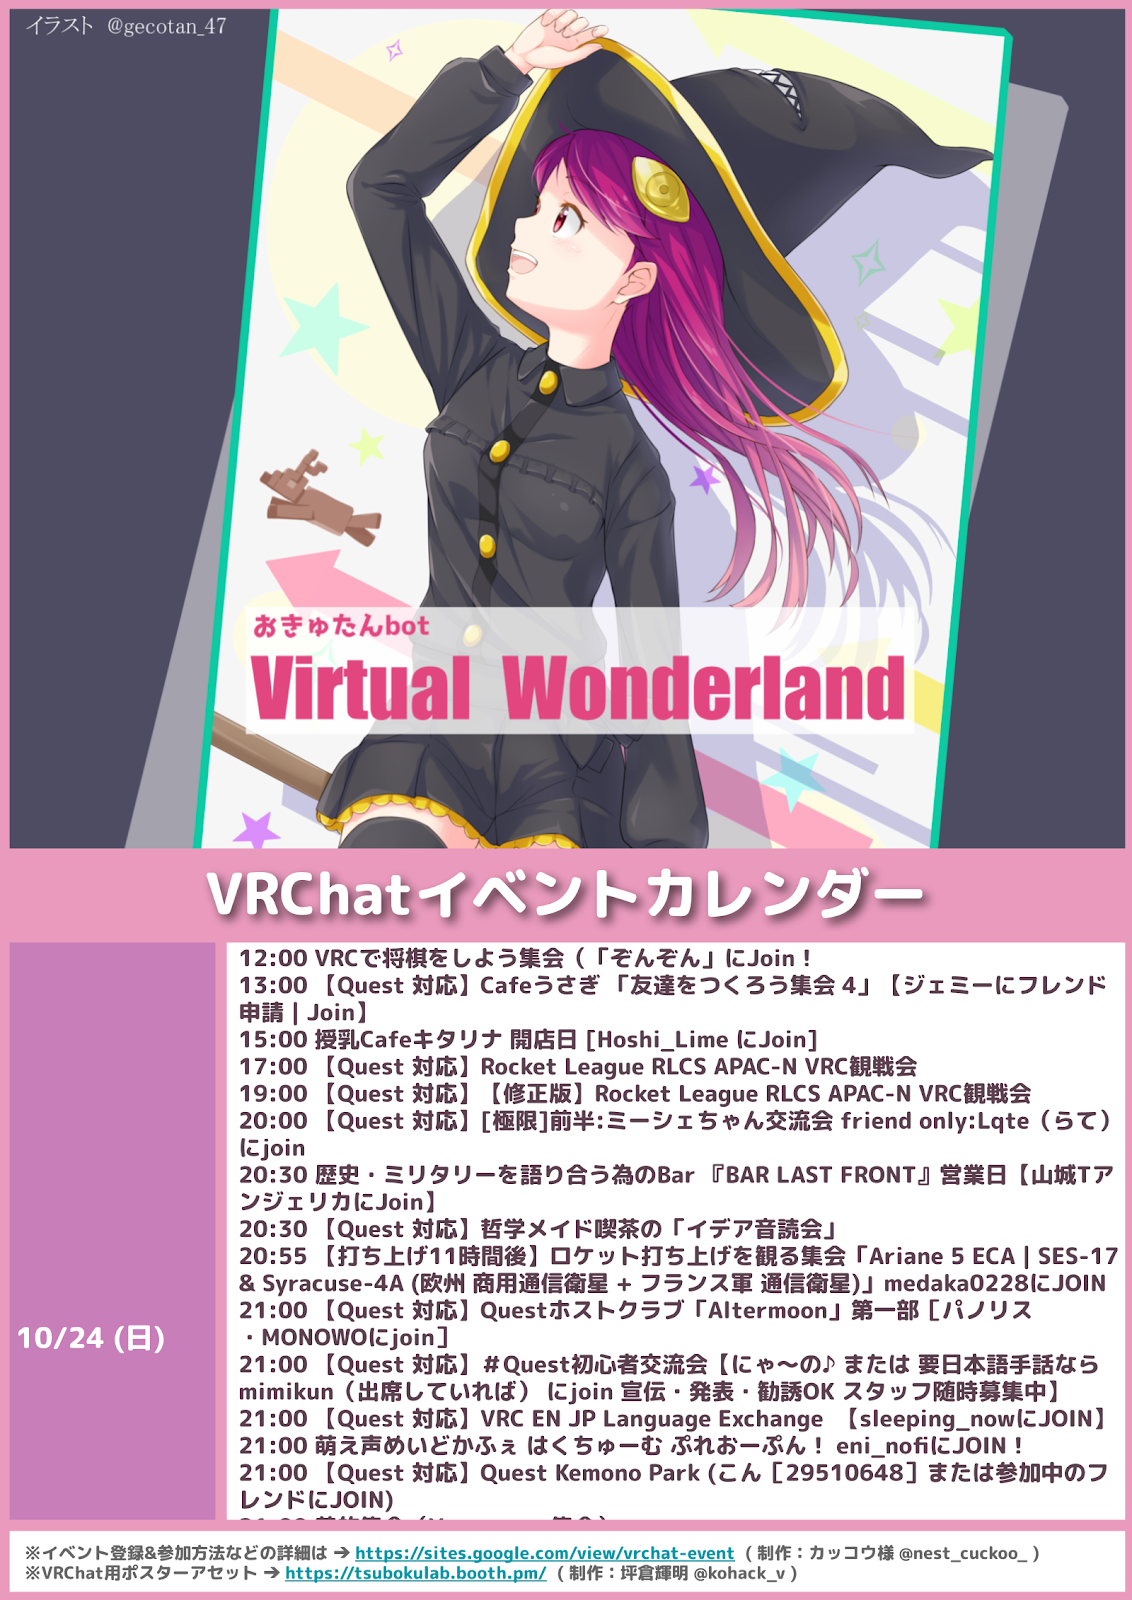 イラスト @gecotan_47
おきゅたんbot
Virtual Wonderland
VRChatイベントカレンダー
10/24 (日)
12:00 VRCで将棋をしよう集会（「ぞんぞん」にJoin！
13:00 【Quest 対応】Cafeうさぎ 「友達をつくろう集会 4」【ジェミーにフレンド
申請 | Join】
15:00 授乳Cafeキタリナ 開店日 [Hoshi_Lime にJoin]
17:00 【Quest 対応】Rocket League RLCS APAC-N VRC観戦会
19:00 【Quest 対応】【修正版】Rocket League RLCS APAC-N VRC観戦会
20:00 【Quest 対応】[極限]前半:ミーシェちゃん交流会 friend only:Lqte（らて）
にjoin
20:30 歴史・ミリタリーを語り合う為のBar 『BAR LAST FRONT』営業日【山城Tア
ンジェリカにJoin】
20:30 【Quest 対応】哲学メイド喫茶の「イデア音読会」
20:55 【打ち上げ11時間後】ロケット打ち上げを観る集会「Ariane 5 ECA | SES-17
& Syracuse-4A (欧州 商用通信衛星 + フランス軍 通信衛星)」medaka0228にJOIN
21:00 【Quest 対応】Questホストクラブ「Altermoon」第一部［パノリス
・MONOWOにjoin］
21:00 【Quest 対応】＃Quest初心者交流会【にゃ～の♪ または 要日本語手話なら
mimikun（出席していれば） にjoin 宣伝・発表・勧誘OK スタッフ随時募集中】
21:00 【Quest 対応】VRC EN JP Language Exchange 【sleeping_nowにJOIN】
21:00 萌え声めいどかふぇ はくちゅーむ ぷれおーぷん！ eni_nofiにJOIN！
21:00 【Quest 対応】Quest Kemono Park (こん［29510648］または参加中のフ
レンドにJOIN)
※イベント登録&参加方法などの詳細は → https://sites.google.com/view/vrchat-event （ 制作：カッコウ様 @nest_cuckoo_ ）
※VRChat用ポスターアセット → https://tsubokulab.booth.pm/ （ 制作：坪倉輝明 @kohack_v ）